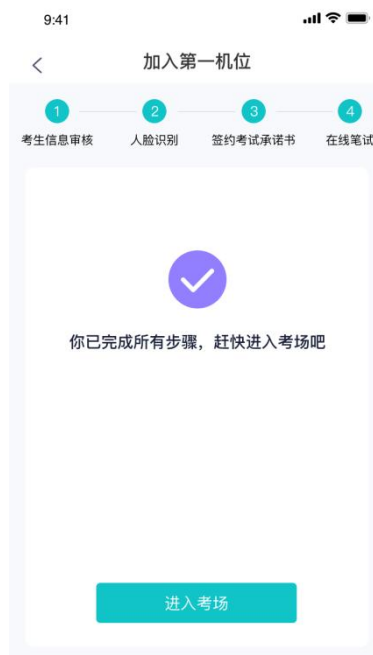 9:41
加入第一机位
1 2 3 4
考生信息审核 人脸识别 签约考试承诺书 在线笔试
你已完成所有步骤，赶快进入考场吧
进入考场